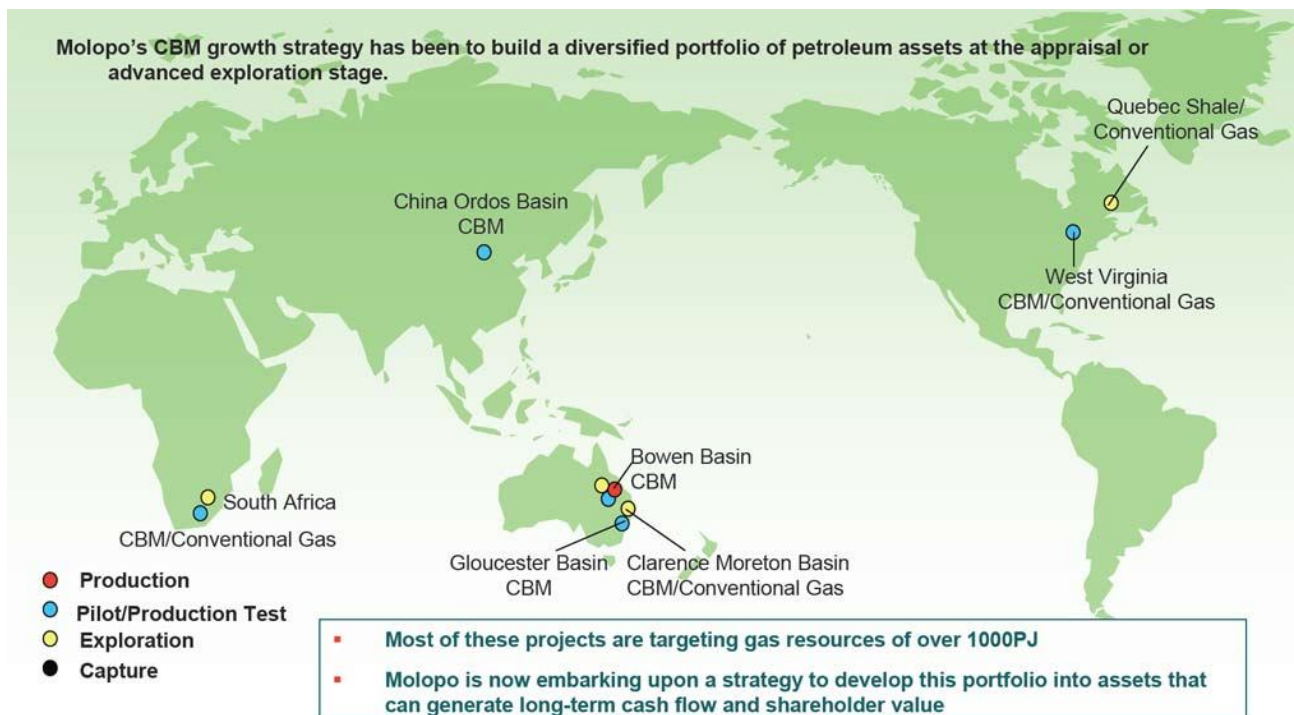 Molopo's CBM growth strategy has been to build a diversified portfolio of petroleum assets at the appraisal or
advanced exploration stage.
Quebec Shale/
Conventional Gas
China Ordos Basin
CBM
West Virginia
CBM/Conventional Gas
Bowen Basin
CBM
South Africa
CBM/Conventional Gas
Gloucester Basin
CBM
Clarence Moreton Basin
CBM/Conventional Gas
Production
Pilot/Production Test
Exploration
Capture
Most of these projects are targeting gas resources of over 1000PJ
Molopo is now embarking upon a strategy to develop this portfolio into assets that
can generate long-term cash flow and shareholder value